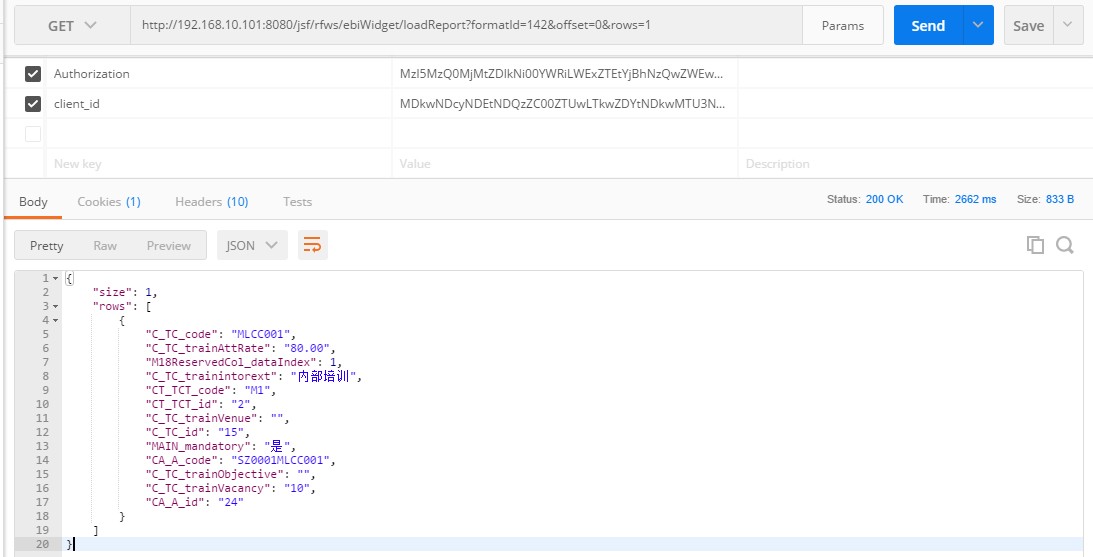 GET http://192.168.10.101:8080/jsf/rfws/ebiWidget/loadReport?formatId=142&offset=0&rows=1 Params Send Save
Authorization MzI5MzQ0MjMtZDlkNi00YWRiLWExZTEtYjBhNzQwZWEw...
client_id MDkwNDcyNDEtNDQzZC00ZTUwLTkwZDYtNDkwMTU3N...
New key Value Description
Body Cookies (1) Headers (10) Tests Status: 200 OK Time: 2662 ms Size: 833 B
Pretty Raw Preview JSON
1 {
2 "size": 1,
3 "rows": [
4 {
5 "C_TC_code": "MLCC001",
6 "C_TC_trainAttRate": "80.00",
7 "M18ReservedCol_dataIndex": 1,
8 "C_TC_trainintorext": "内部培训",
9 "CT_TCT_code": "M1",
10 "CT_TCT_id": "2",
11 "C_TC_trainVenue": "",
12 "C_TC_id": "15",
13 "MAIN_mandatory": "是",
14 "CA_A_code": "SZ0001MLCC001",
15 "C_TC_trainObjective": "",
16 "C_TC_trainVacancy": "10",
17 "CA_A_id": "24"
18 }
19 ]
20 }